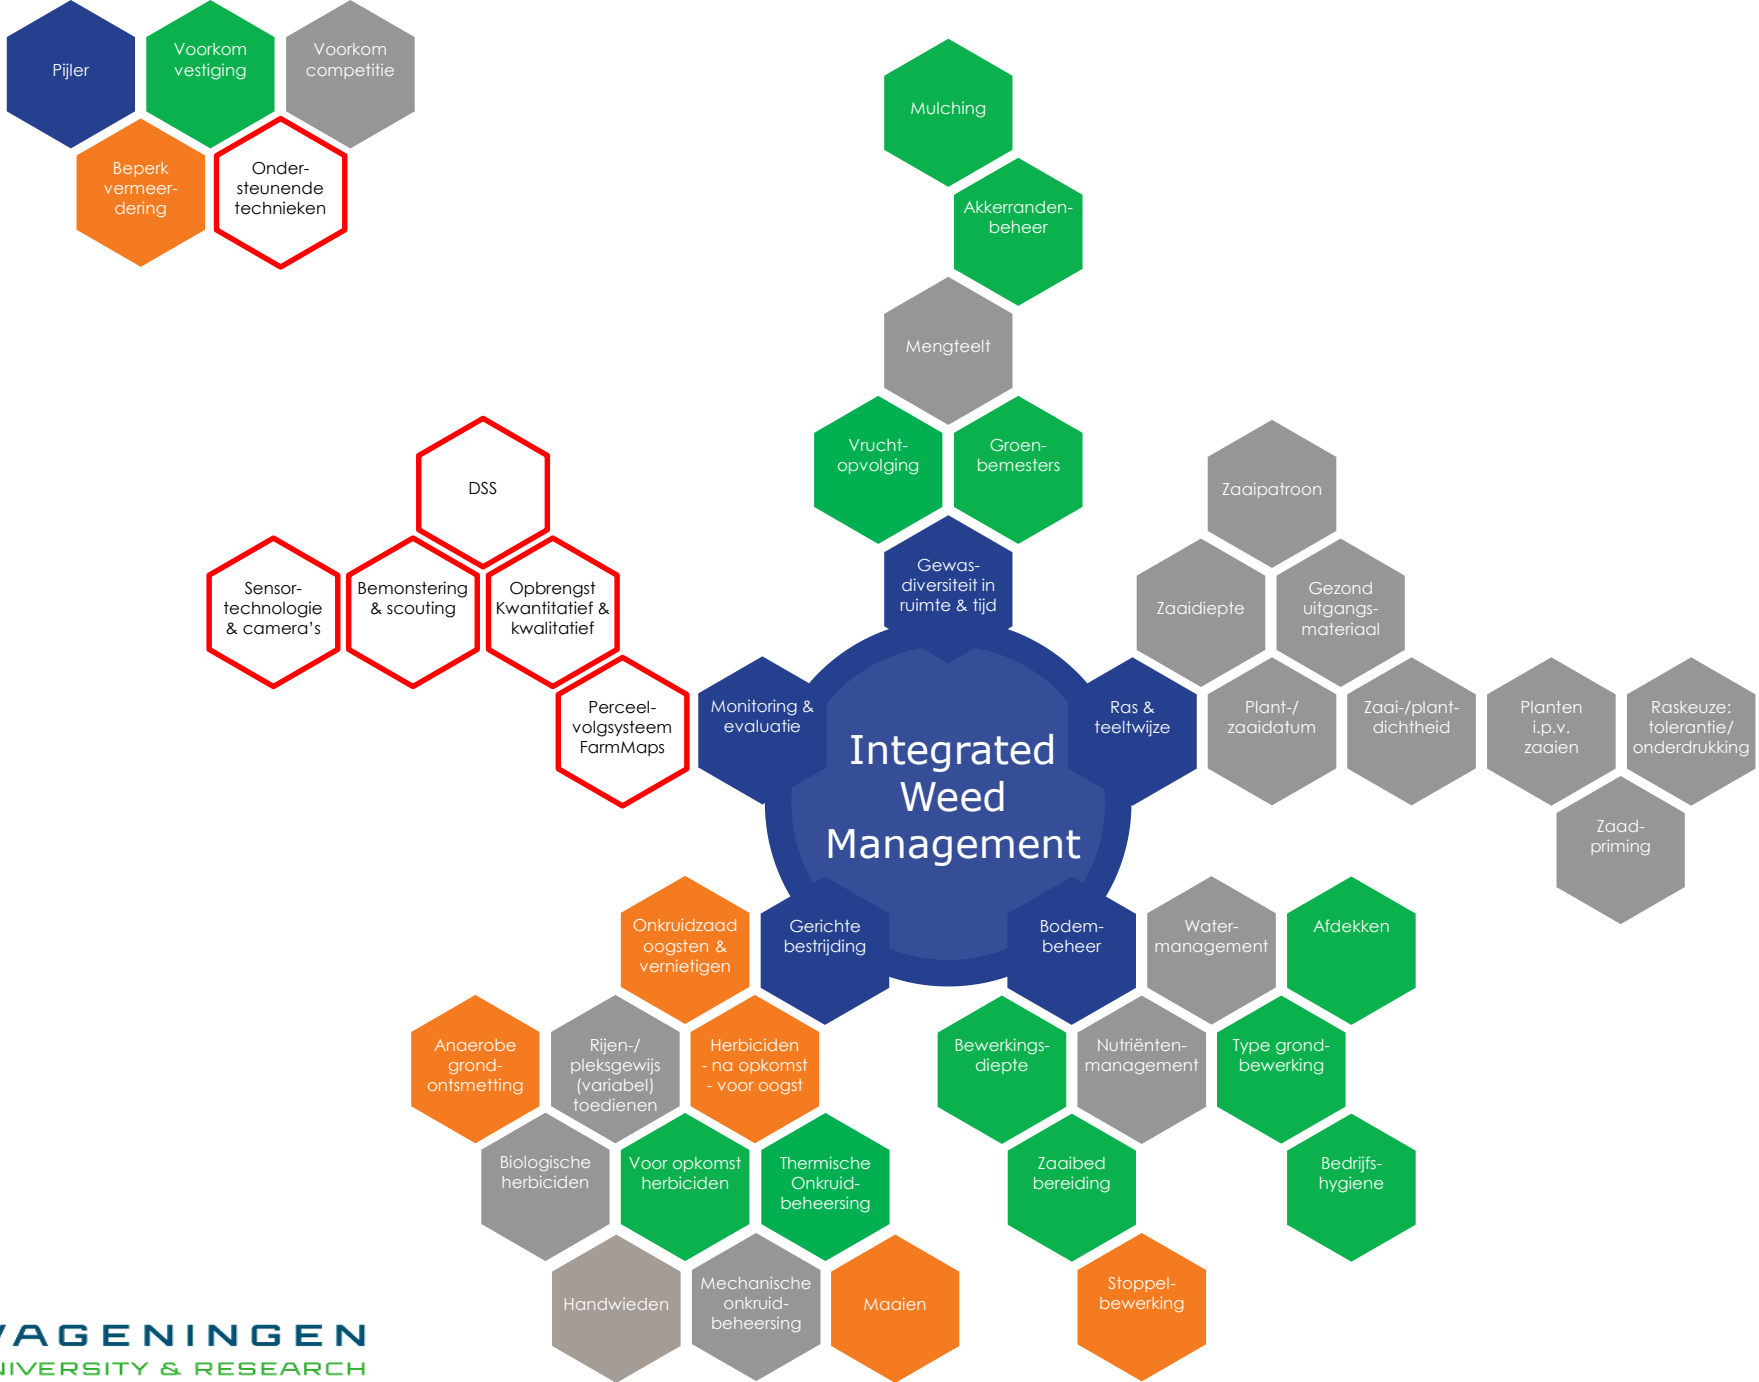 Pijler
Voorkom
vestiging
Voorkom
competitie
Beperk
vermeer-
dering
Onder-
steunende
technieken
Mulching
Akkerranden-
beheer
Mengteelt
Vrucht-
opvolging
Groen-
bemesters
Gewas-
diversiteit in
ruimte & tijd
DSS
Sensor-
technologie
& camera's
Bemonstering
& scouting
Opbrengst
Kwantitatief &
kwalitatief
Perceel-
volgsysteem
FarmMaps
Monitoring &
evaluatie
Integrated
Weed
Management
Ras &
teeltwijze
Zaaipatroon
Zaaidiepte
Gezond
uitgangs-
materiaal
Plant-/
zaaidatum
Zaai-/plant-
dichtheid
Planten
i.p.v.
zaaien
Raskeuze:
tolerantie/
onderdrukking
Zaad-
priming
Onkruidzaad
oogsten &
vernietigen
Gerichte
bestrijding
Anaerobe
grond-
ontsmetting
Rijen-/
pleksgewijs
(variabel)
toedienen
Herbiciden
- na opkomst
- voor oogst
Biologische
herbiciden
Voor opkomst
herbiciden
Thermische
Onkruid-
beheersing
Handwieden
Mechanische
onkruid-
beheersing
Maaien
Bodem-
beheer
Water-
management
Afdekken
Bewerkings-
diepte
Nutriënten-
management
Type grond-
bewerking
Zaaibed
bereiding
Bedrijfs-
hygiene
Stoppel-
bewerking
WAGENINGEN
UNIVERSITY & RESEARCH